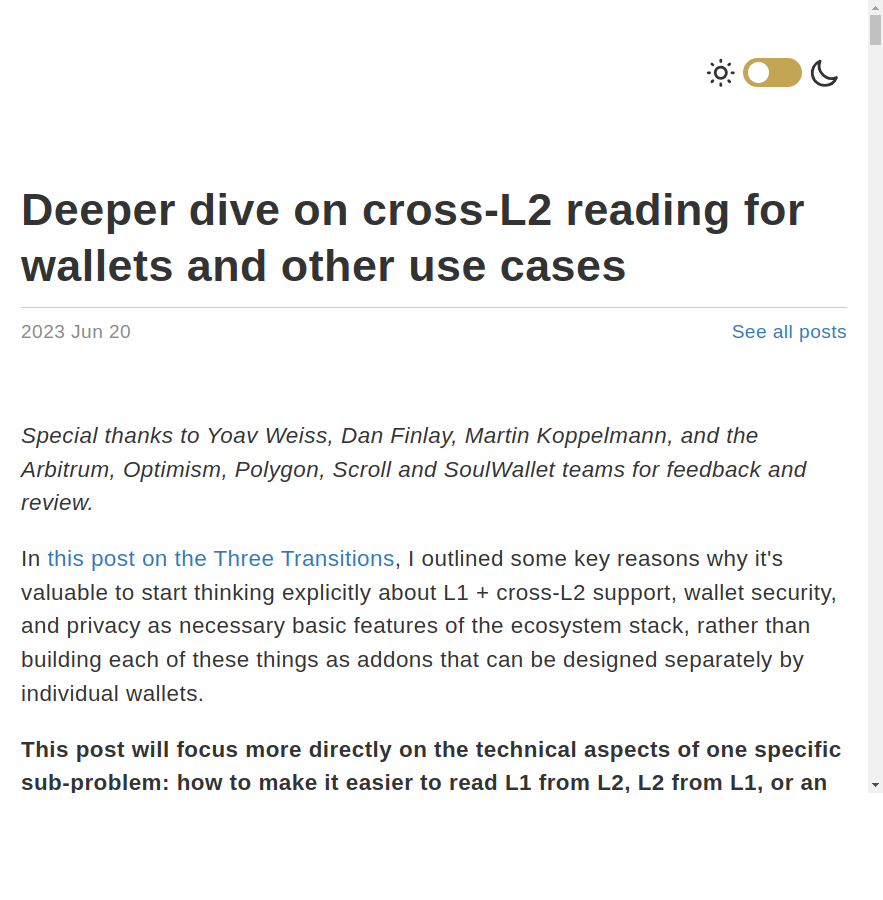 Deeper dive on cross-L2 reading for
wallets and other use cases
2023 Jun 20
See all posts
Special thanks to Yoav Weiss, Dan Finlay, Martin Koppelmann, and the
Arbitrum, Optimism, Polygon, Scroll and SoulWallet teams for feedback and
review.
In this post on the Three Transitions, I outlined some key reasons why it's
valuable to start thinking explicitly about L1 + cross-L2 support, wallet security,
and privacy as necessary basic features of the ecosystem stack, rather than
building each of these things as addons that can be designed separately by
individual wallets.
This post will focus more directly on the technical aspects of one specific
sub-problem: how to make it easier to read L1 from L2, L2 from L1, or an